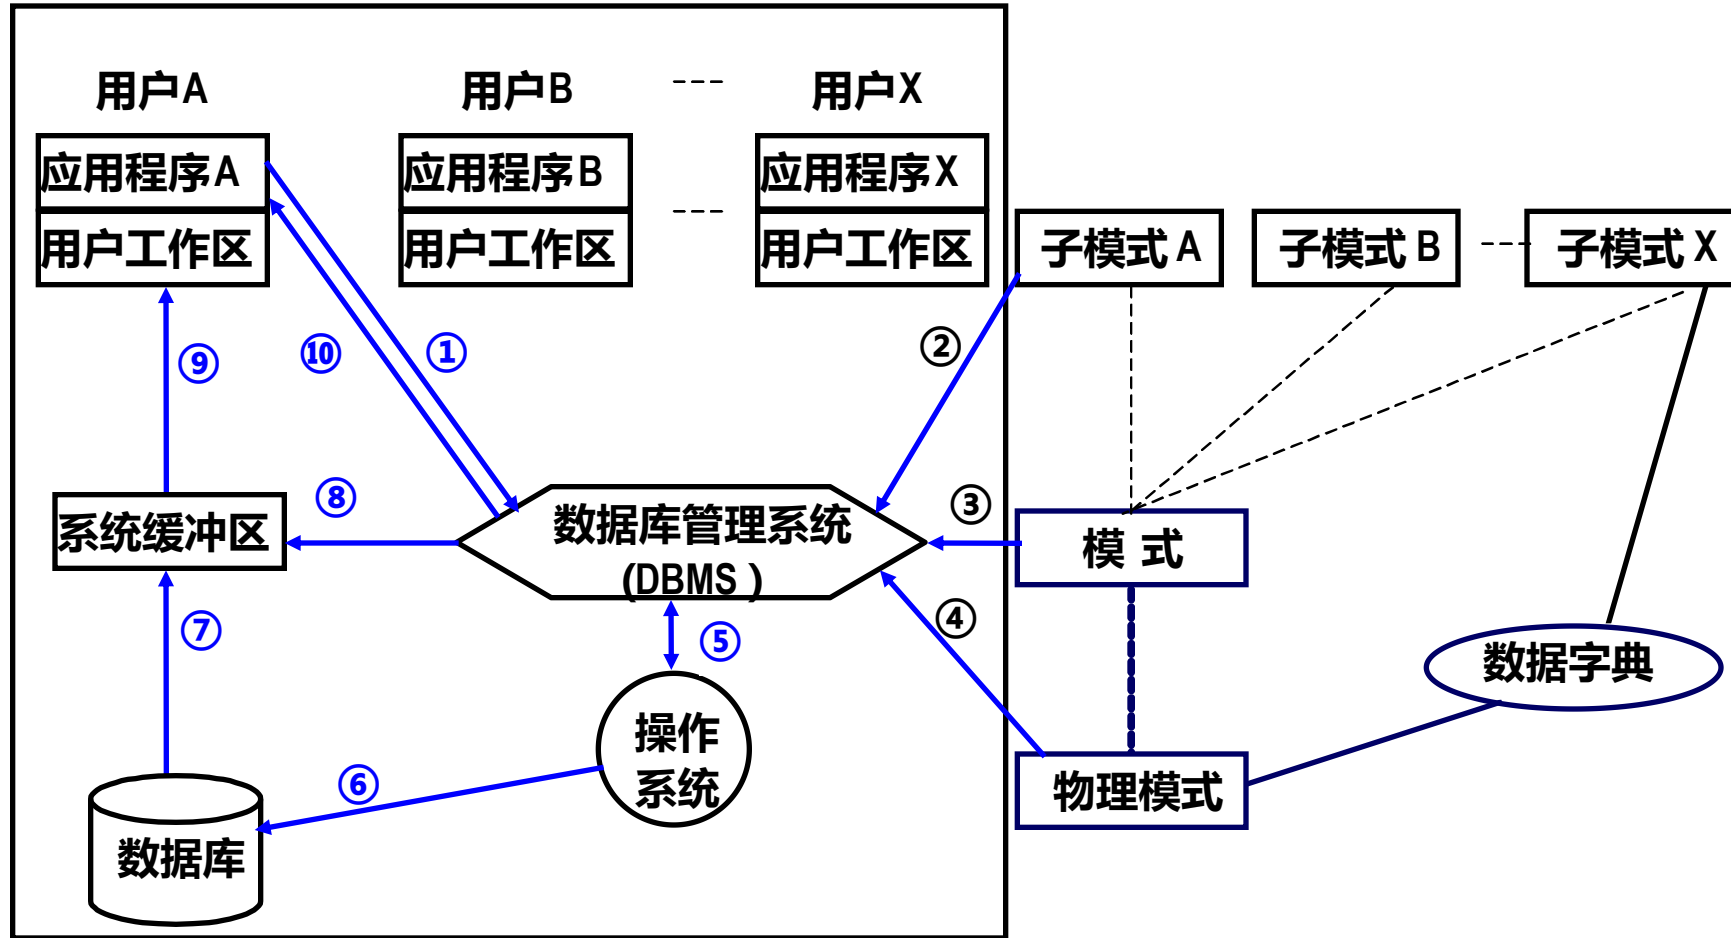 用户A
用户B
用户X
应用程序A
应用程序B
应用程序X
用户工作区
用户工作区
用户工作区
子模式 A
子模式 B
子模式 X
②
⑨
⑩
①
⑧
③
系统缓冲区
数据库管理系统
(DBMS )
模 式
⑦
⑤
④
数据字典
操作
系统
⑥
物理模式
数据库